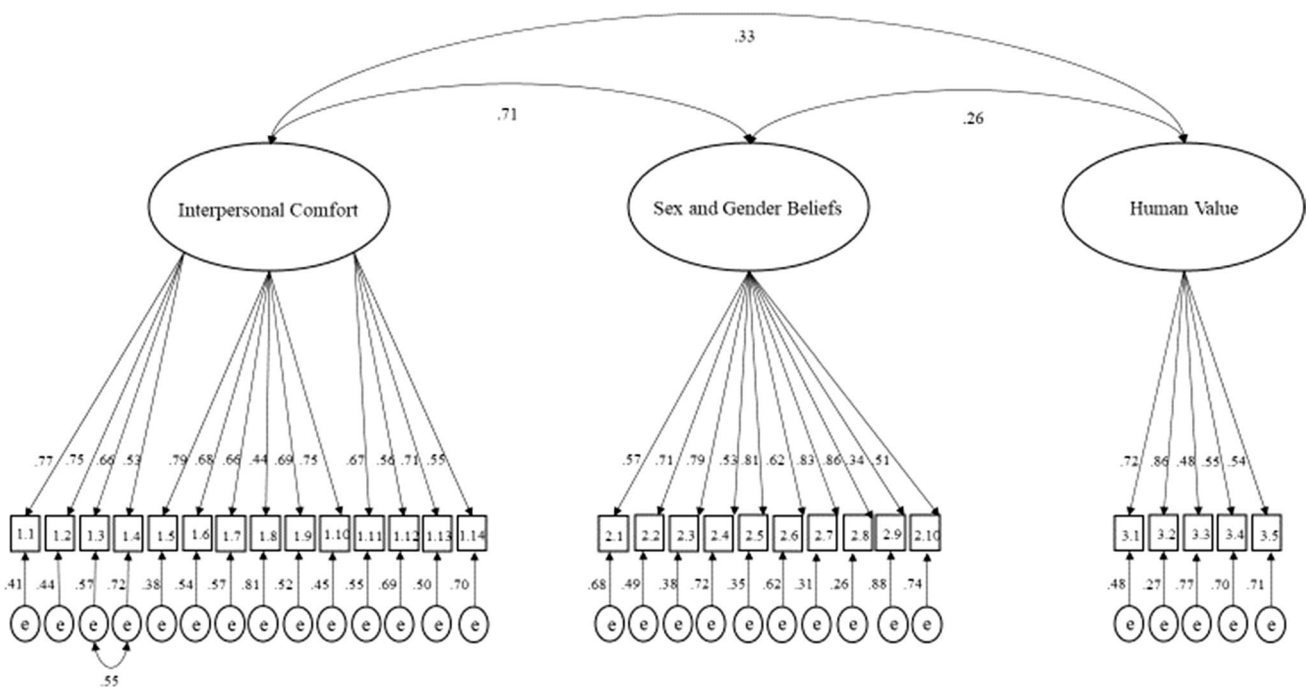 .33
.71 .26
Interpersonal Comfort Sex and Gender Beliefs Human Value
.77 .75 .66 .53 .79 .68 .66 .44 .69 .75 .67 .56 .71 .55 .57 .71 .79 .53 .81 .62 .83 .86 .34 .51 .72 .86 .48 .55 .54
1.1 1.2 1.3 1.4 1.5 1.6 1.7 1.8 1.9 1.10 1.11 1.12 1.13 1.14 2.1 2.2 2.3 2.4 2.5 2.6 2.7 2.8 2.9 2.10 3.1 3.2 3.3 3.4 3.5
.41 .44 .57 .72 .38 .54 .57 .81 .52 .45 .55 .69 .50 .70 .68 .49 .38 .72 .35 .62 .31 .26 .88 .74 .48 .27 .77 .70 .71
e e e e e e e e e e e e e e e e e e e e e e e e e e e e e
.55